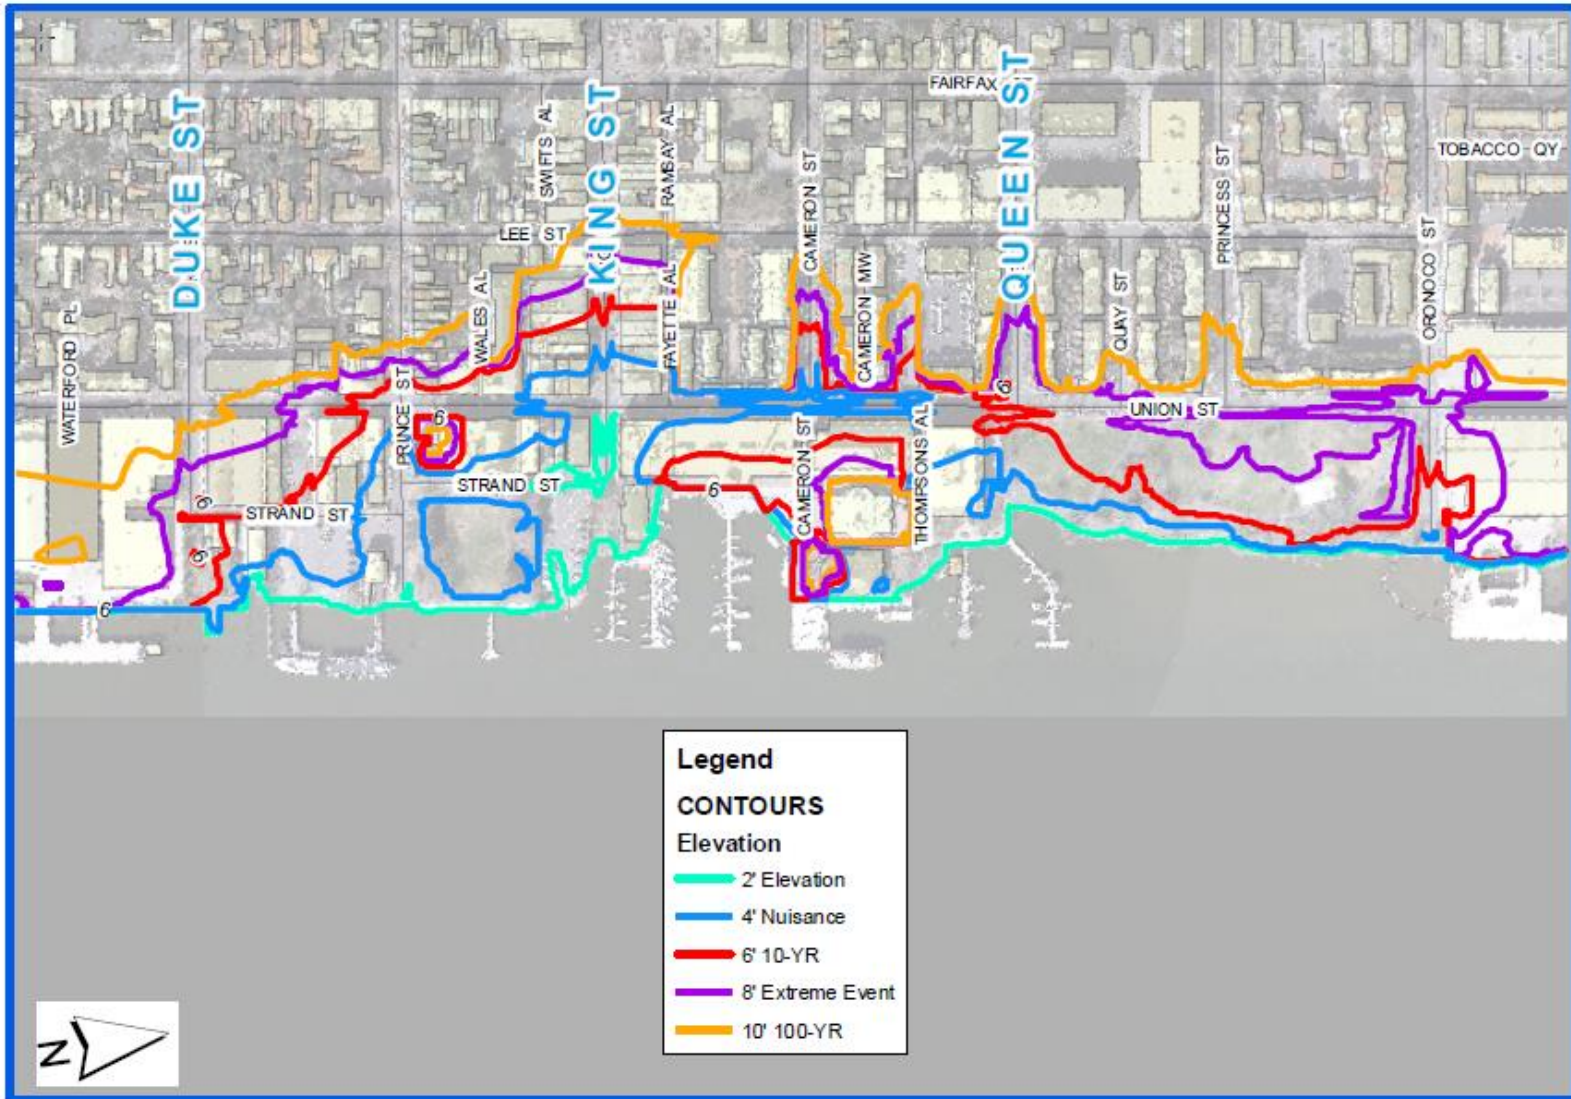 FAIRFAX
QUEEN ST
DUKE ST
KING ST
SWIFTS AL
RAMSAY AL
CAMERON ST
PRINCESS ST
TOBACCO QY
LEE ST
ORONOCO ST
WATERFORD PL
WALES AL
FAYETTE AL
CAMERON MW
QUAY ST
PRINCE ST
6
6
UNION ST
STRAND ST
CAMERON ST
THOMPSONS AL
6
6
STRAND ST
6
6
Legend
CONTOURS
Elevation
2' Elevation
4' Nuisance
6' 10-YR
8' Extreme Event
10' 100-YR
N